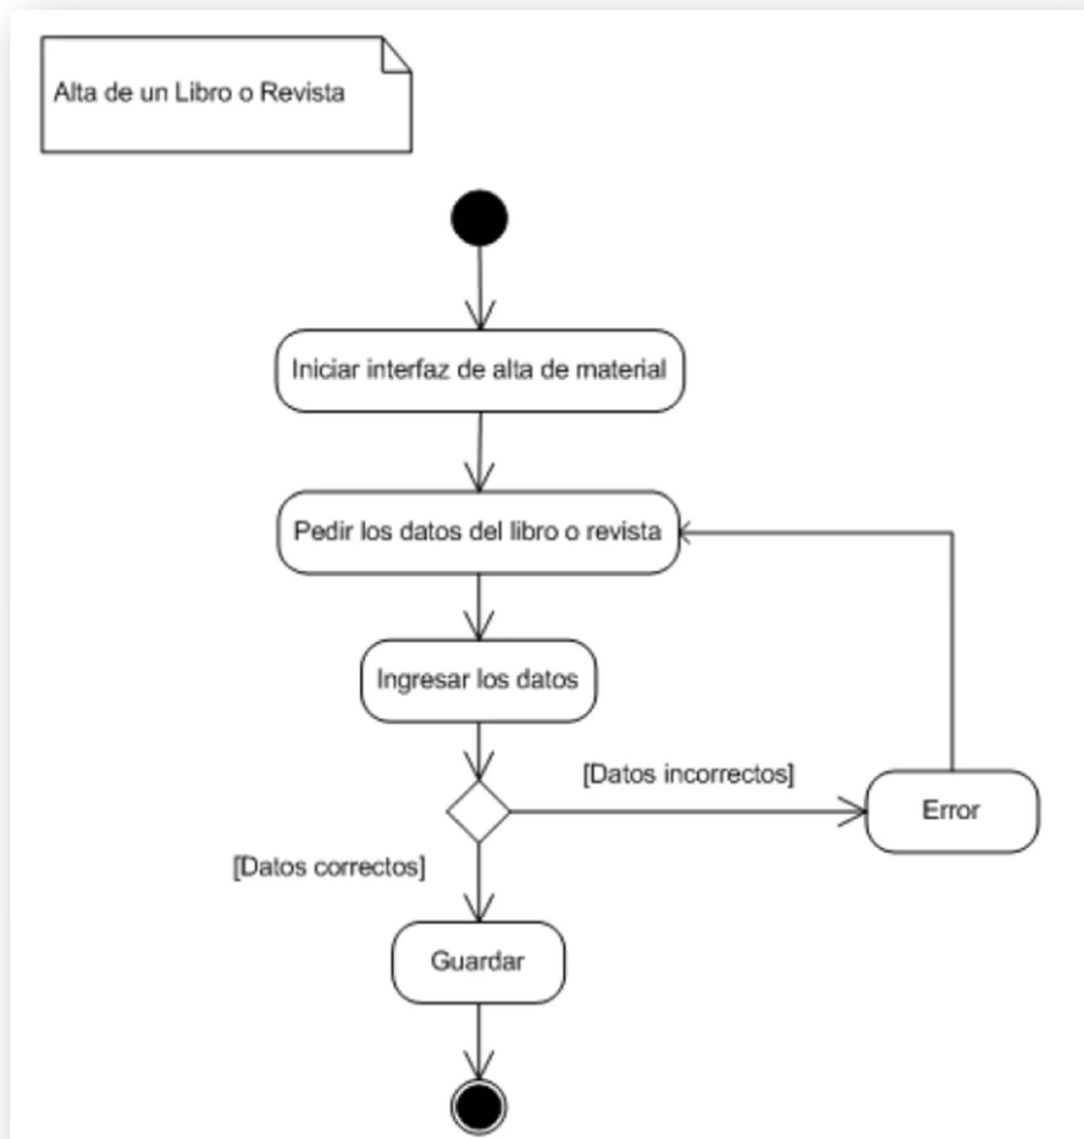 Alta de un Libro o Revista
Iniciar interfaz de alta de material
Pedir los datos del libro o revista
Ingresar los datos
[Datos incorrectos]
Error
[Datos correctos]
Guardar